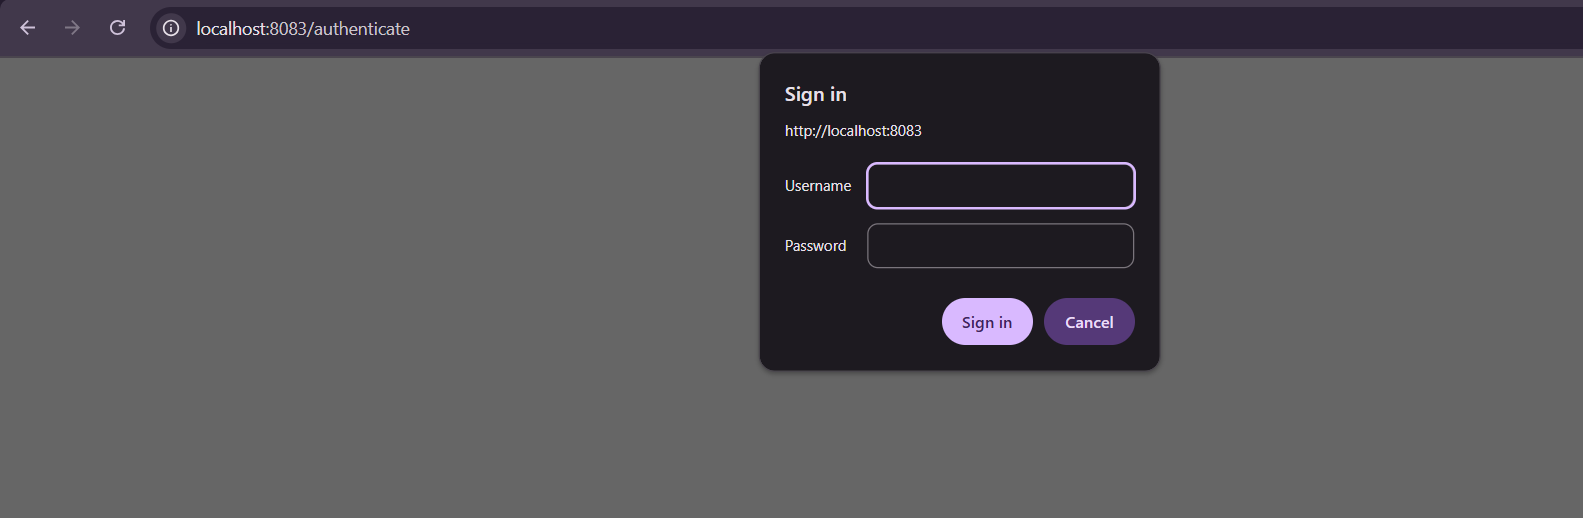 localhost:8083/authenticate
Sign in
http://localhost:8083
Username
Password
Sign in Cancel